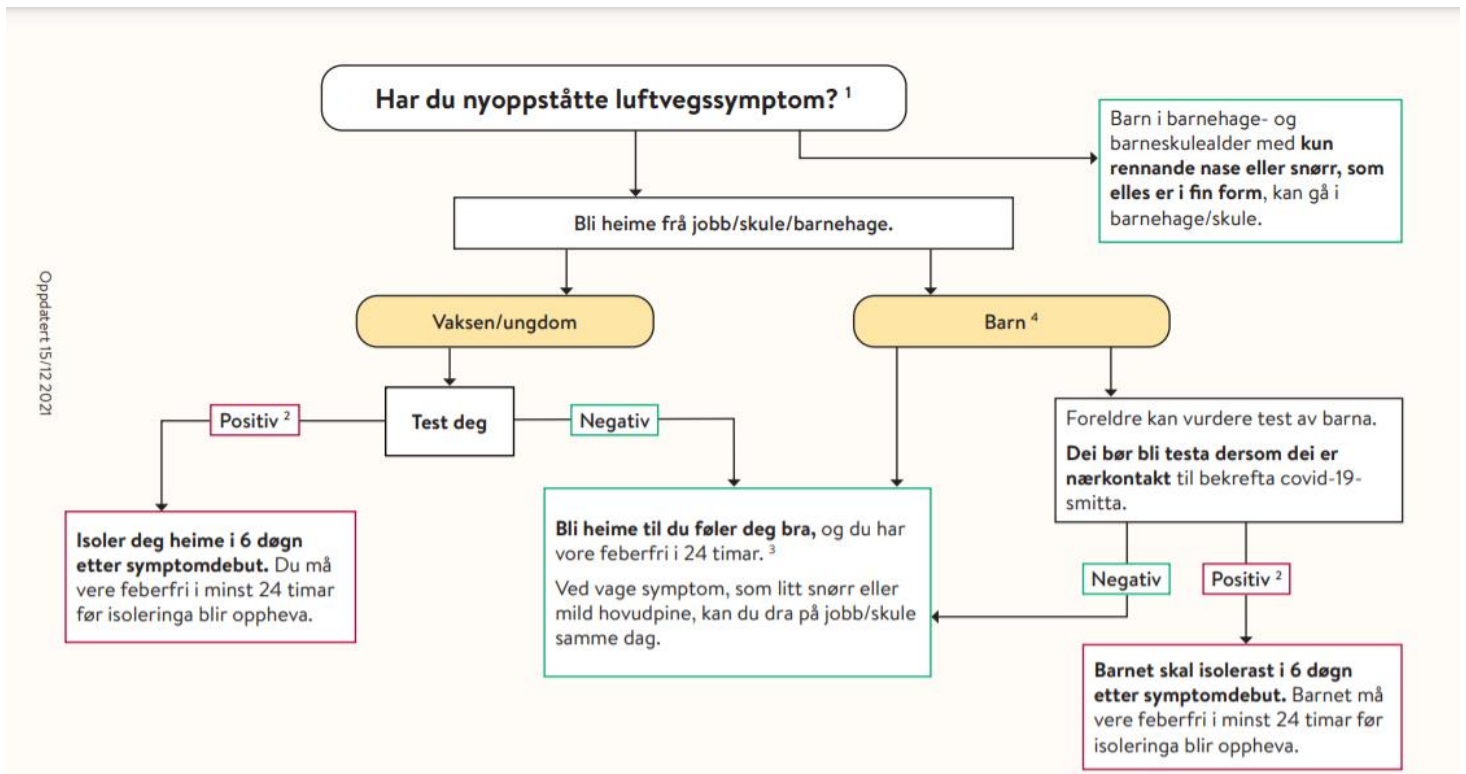 Har du nyoppståtte luftvegssymptom? ¹
Barn i barnehage- og
barneskulealder med kun
rennande nase eller snørr, som
elles er i fin form, kan gå i
barnehage/skule.
Bli heime frå jobb/skule/barnehage.
Oppdatert 15/12 2021
Vaksen/ungdom
Barn ⁴
Positiv ²
Test deg
Negativ
Foreldre kan vurdere test av barna.
Dei bør bli testa dersom dei er
nærkontakt til bekrefta covid-19-
smitta.
Isoler deg heime i 6 døgn
etter symptomdebut. Du må
vere feberfri i minst 24 timar
før isoleringa blir oppheva.
Bli heime til du føler deg bra, og du har
vore feberfri i 24 timar. ³
Ved vage symptom, som litt snørr eller
mild hovudpine, kan du dra på jobb/skule
samme dag.
Negativ
Positiv ²
Barnet skal isolerast i 6 døgn
etter symptomdebut. Barnet må
vere feberfri i minst 24 timar før
isoleringa blir oppheva.